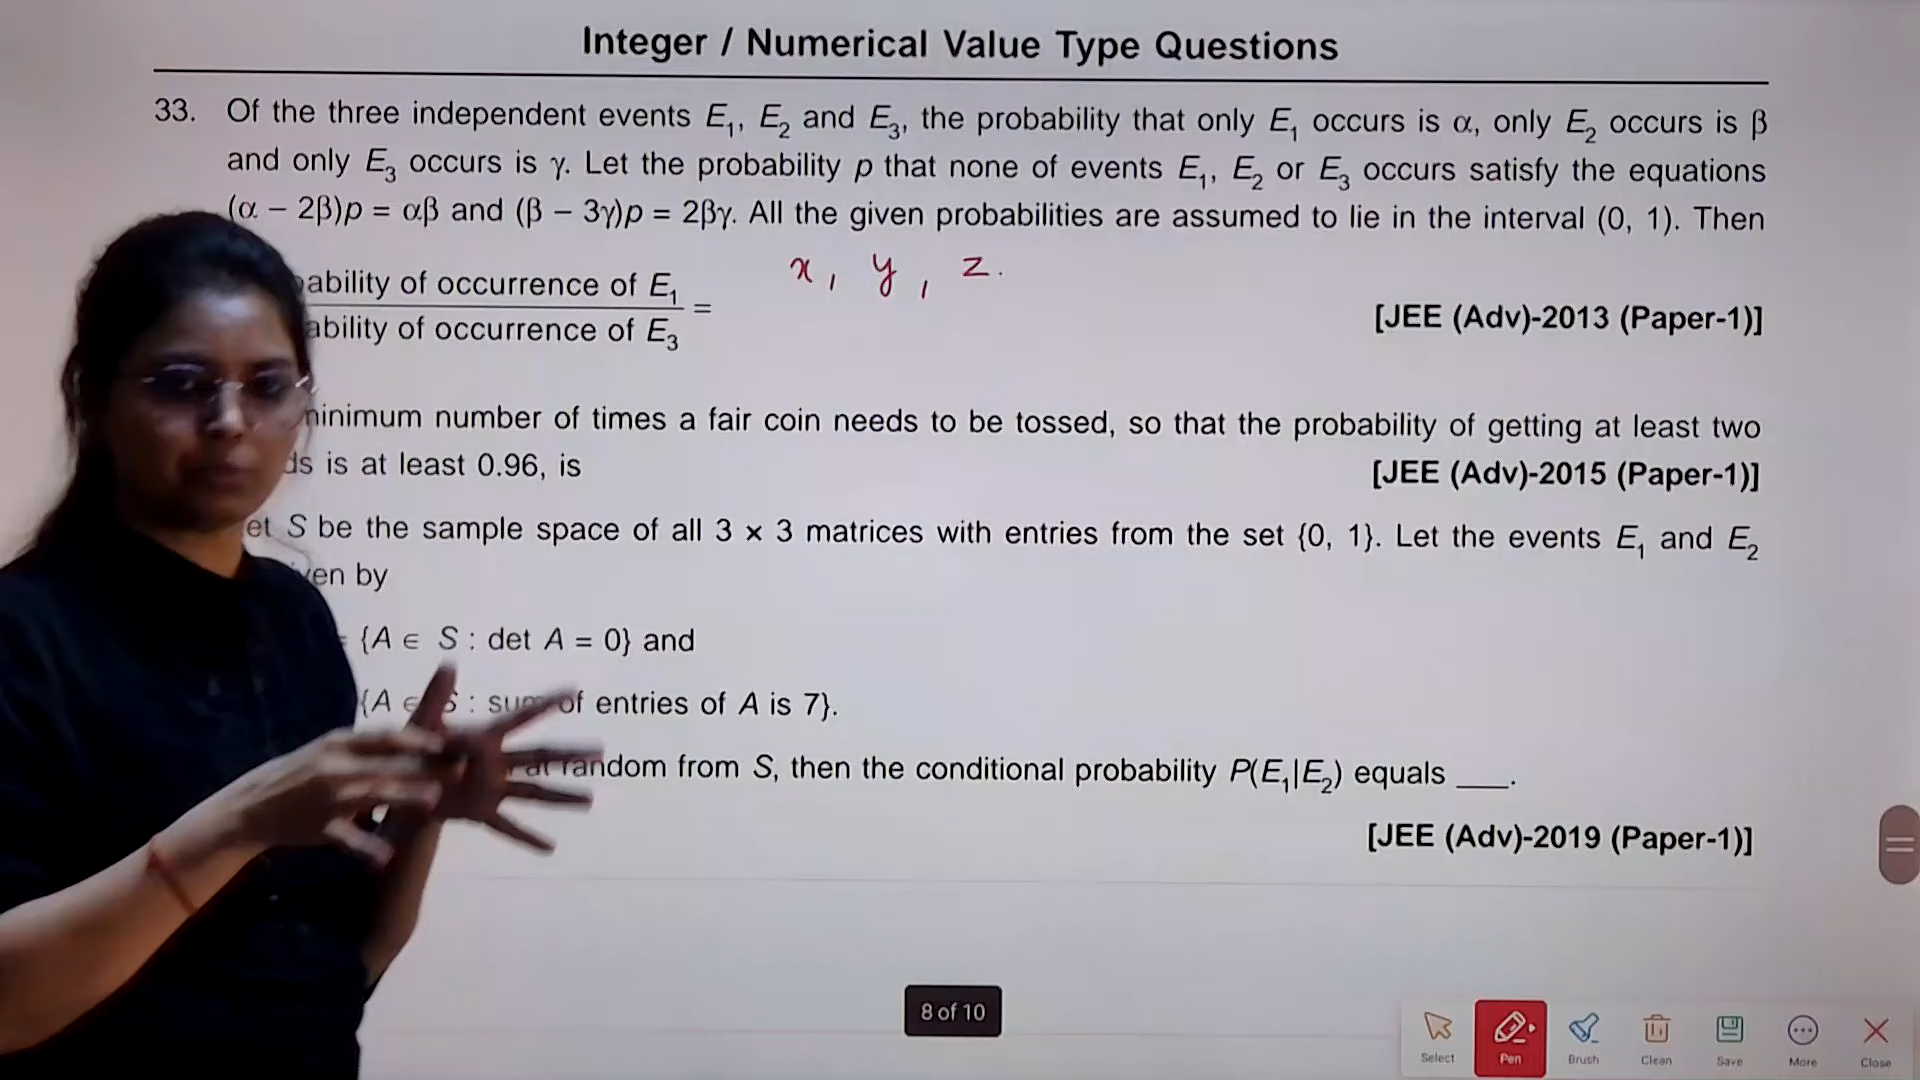 Integer / Numerical Value Type Questions
33. Of the three independent events E₁, E₂ and E₃, the probability that only E₁ occurs is α, only E₂ occurs is β
and only E₃ occurs is γ. Let the probability p that none of events E₁, E₂ or E₃ occurs satisfy the equations
(α – 2β)p = αβ and (β – 3γ)p = 2βγ. All the given probabilities are assumed to lie in the interval (0, 1). Then
x, y, z.
ability of occurrence of E₁
=
ability of occurrence of E₃
[JEE (Adv)-2013 (Paper-1)]
minimum number of times a fair coin needs to be tossed, so that the probability of getting at least two
ds is at least 0.96, is
[JEE (Adv)-2015 (Paper-1)]
et S be the sample space of all 3 × 3 matrices with entries from the set {0, 1}. Let the events E₁ and E₂
ven by
= {A ∈ S : det A = 0} and
{A ∈ S : sum of entries of A is 7}.
at random from S, then the conditional probability P(E₁|E₂) equals ___.
[JEE (Adv)-2019 (Paper-1)]
8 of 10
Select Pen Brush Clean Save More Close